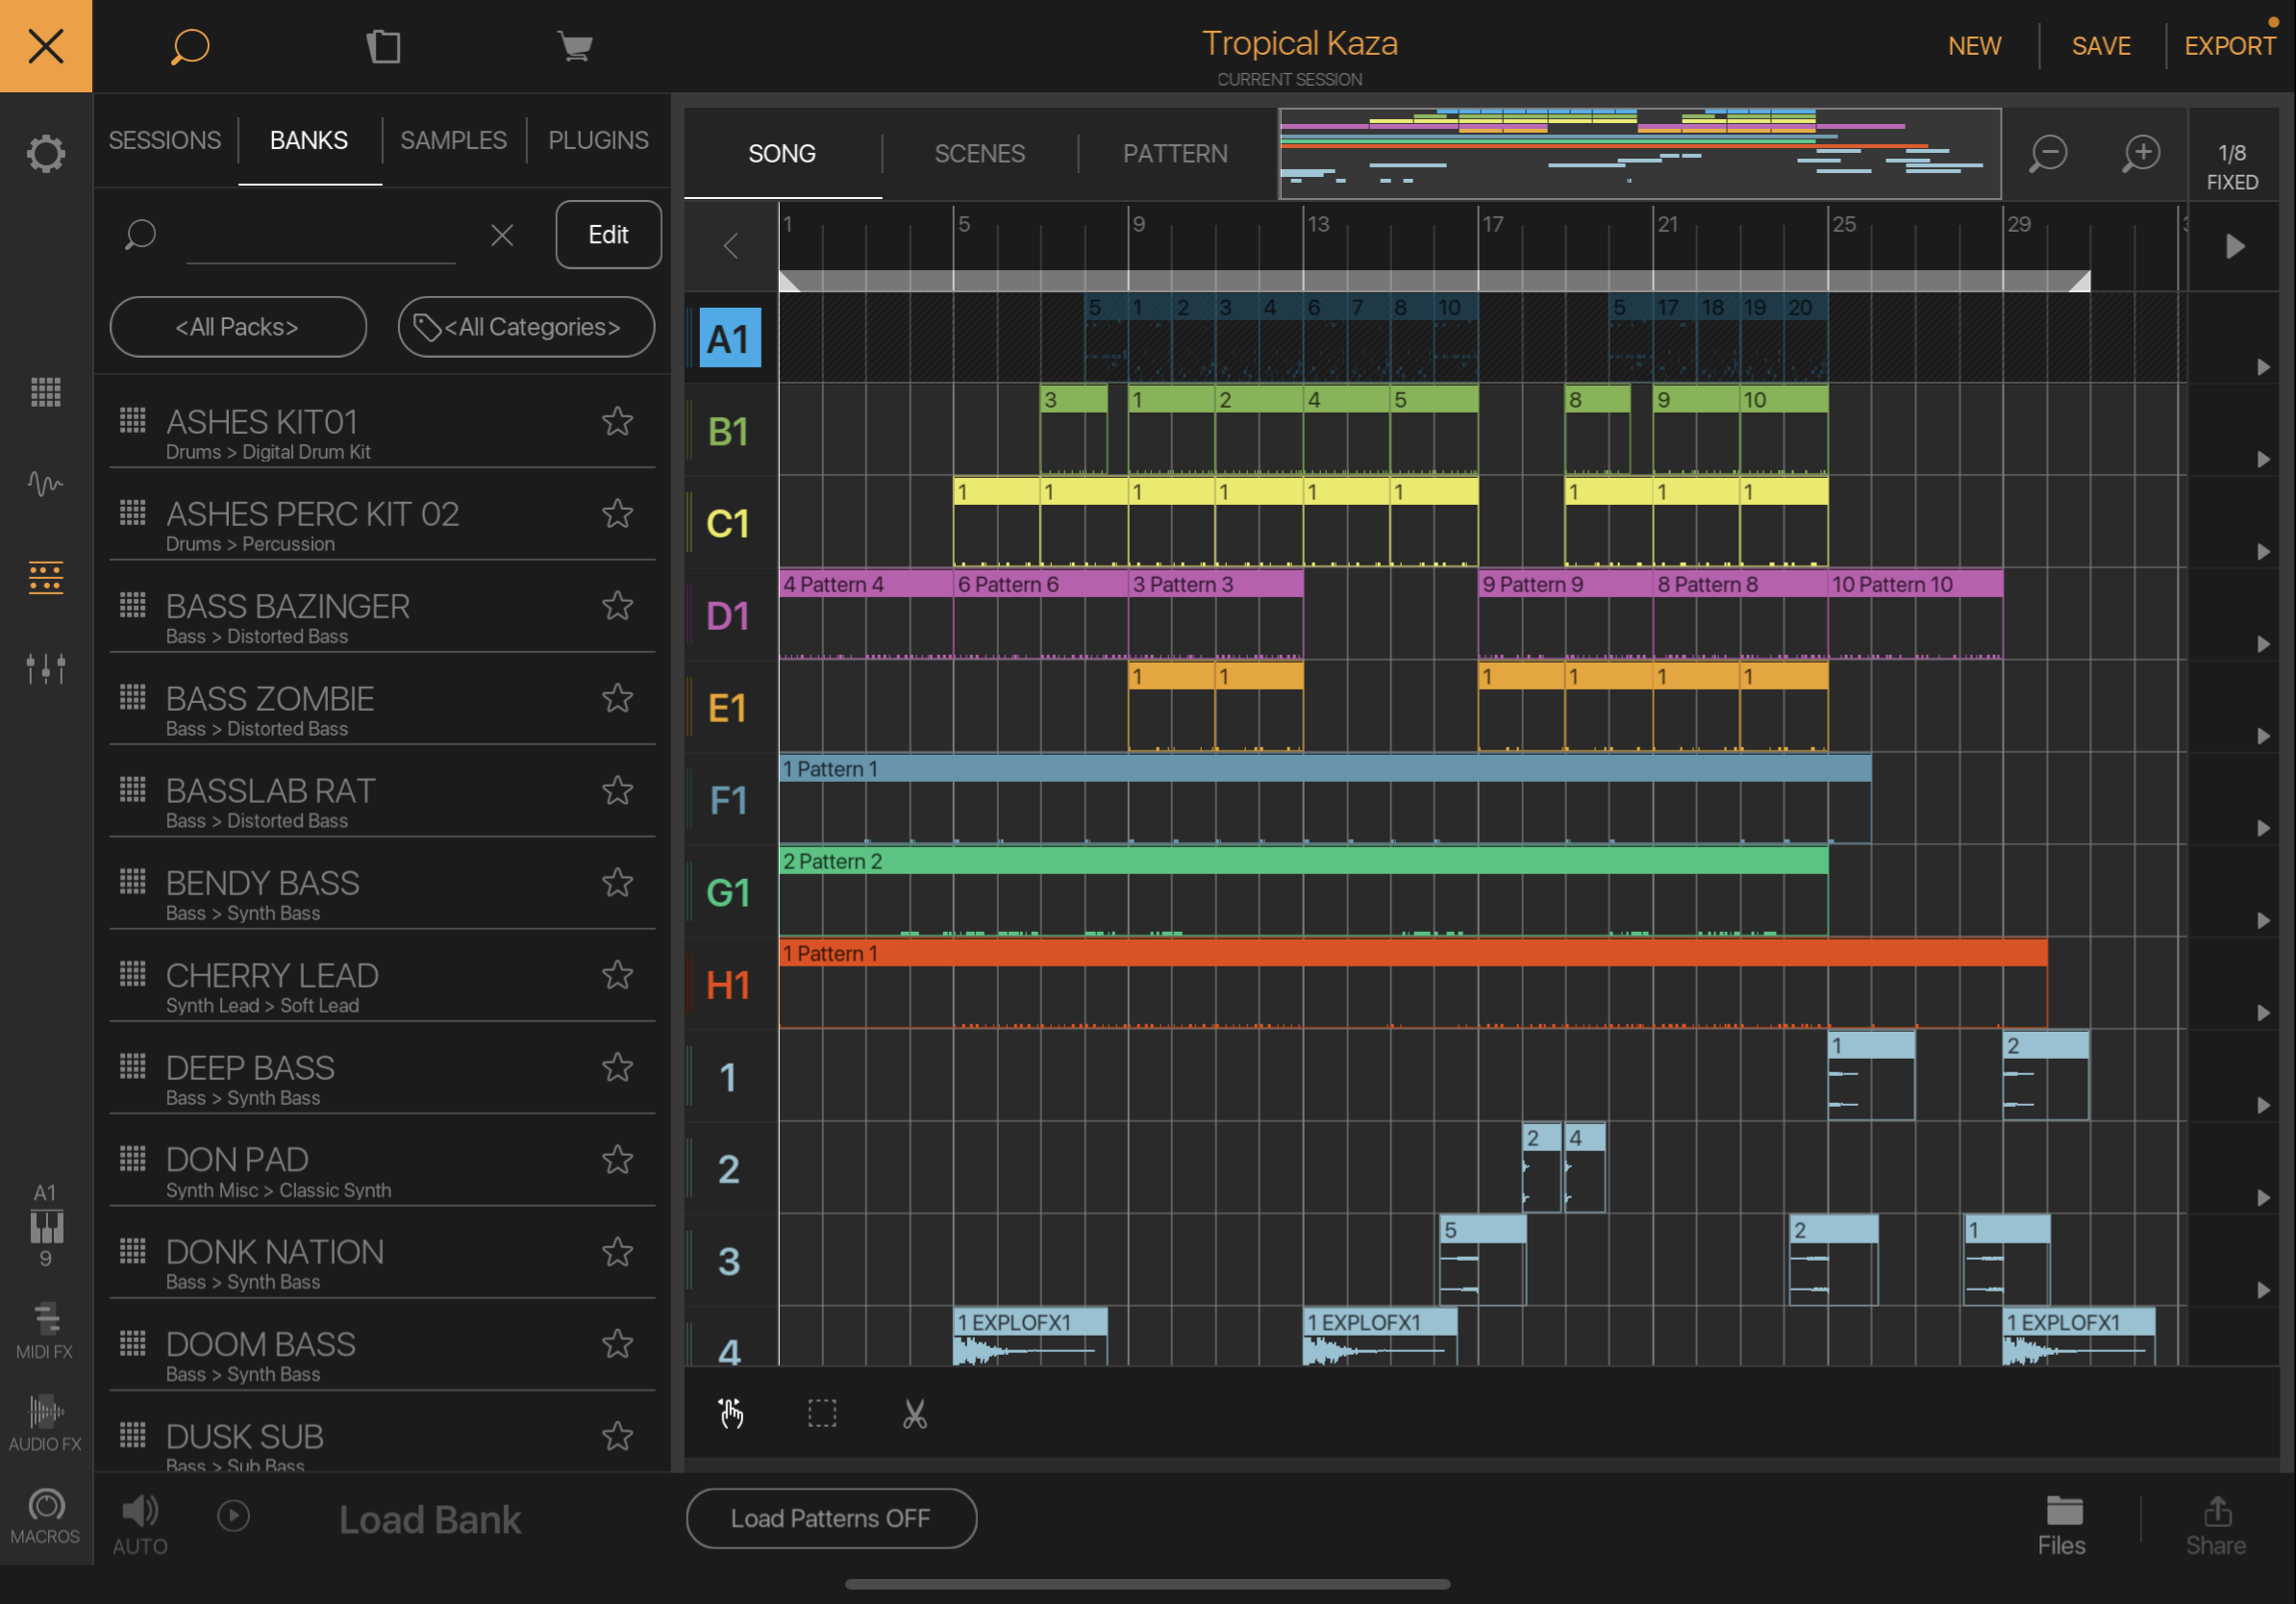 Tropical Kaza
CURRENT SESSION
NEW
SAVE
EXPORT
SESSIONS
BANKS
SAMPLES
PLUGINS
Edit
<All Packs>
<All Categories>
ASHES KIT01
Drums > Digital Drum Kit
ASHES PERC KIT 02
Drums > Percussion
BASS BAZINGER
Bass > Distorted Bass
BASS ZOMBIE
Bass > Distorted Bass
BASSLAB RAT
Bass > Distorted Bass
BENDY BASS
Bass > Synth Bass
CHERRY LEAD
Synth Lead > Soft Lead
DEEP BASS
Bass > Synth Bass
DON PAD
Synth Misc > Classic Synth
DONK NATION
Bass > Synth Bass
DOOM BASS
Bass > Synth Bass
DUSK SUB
Bass > Sub Bass
A1
9
MIDI FX
AUDIO FX
MACROS
AUTO
Load Bank
SONG
SCENES
PATTERN
1/8
FIXED
1 5 9 13 17 21 25 29
A1 5 1 2 3 4 6 7 8 10 5 17 18 19 20
B1 3 1 2 4 5 8 9 10
C1 1 1 1 1 1 1 1 1 1
D1 4 Pattern 4 6 Pattern 6 3 Pattern 3 9 Pattern 9 8 Pattern 8 10 Pattern 10
E1 1 1 1 1 1 1
F1 1 Pattern 1
G1 2 Pattern 2
H1 1 Pattern 1
1 1 2
2 2 4
3 5 2 1
4 1 EXPLOFX1 1 EXPLOFX1 1 EXPLOFX1
Load Patterns OFF
Files
Share